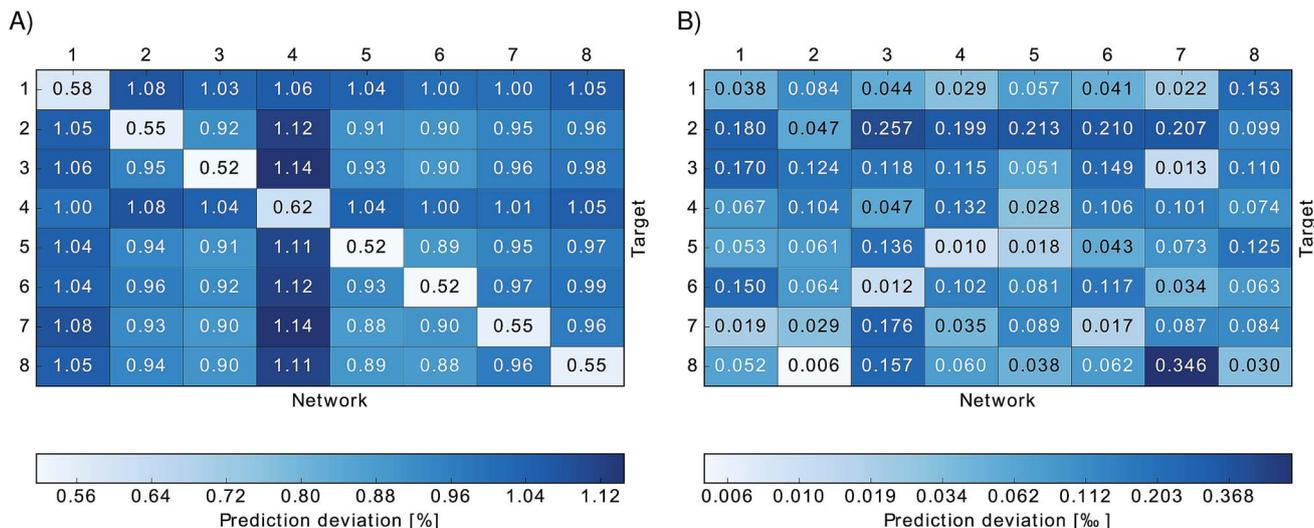 A)
1 2 3 4 5 6 7 8
1 0.58 1.08 1.03 1.06 1.04 1.00 1.00 1.05
2 1.05 0.55 0.92 1.12 0.91 0.90 0.95 0.96
3 1.06 0.95 0.52 1.14 0.93 0.90 0.96 0.98
4 1.00 1.08 1.04 0.62 1.04 1.00 1.01 1.05
5 1.04 0.94 0.91 1.11 0.52 0.89 0.95 0.97
6 1.04 0.96 0.92 1.12 0.93 0.52 0.97 0.99
7 1.08 0.93 0.90 1.14 0.88 0.90 0.55 0.96
8 1.05 0.94 0.90 1.11 0.89 0.88 0.96 0.55
Target
Network
0.56 0.64 0.72 0.80 0.88 0.96 1.04 1.12
Prediction deviation [%]
B)
1 2 3 4 5 6 7 8
1 0.038 0.084 0.044 0.029 0.057 0.041 0.022 0.153
2 0.180 0.047 0.257 0.199 0.213 0.210 0.207 0.099
3 0.170 0.124 0.118 0.115 0.051 0.149 0.013 0.110
4 0.067 0.104 0.047 0.132 0.028 0.106 0.101 0.074
5 0.053 0.061 0.136 0.010 0.018 0.043 0.073 0.125
6 0.150 0.064 0.012 0.102 0.081 0.117 0.034 0.063
7 0.019 0.029 0.176 0.035 0.089 0.017 0.087 0.084
8 0.052 0.006 0.157 0.060 0.038 0.062 0.346 0.030
Target
Network
0.006 0.010 0.019 0.034 0.062 0.112 0.203 0.368
Prediction deviation [‰]